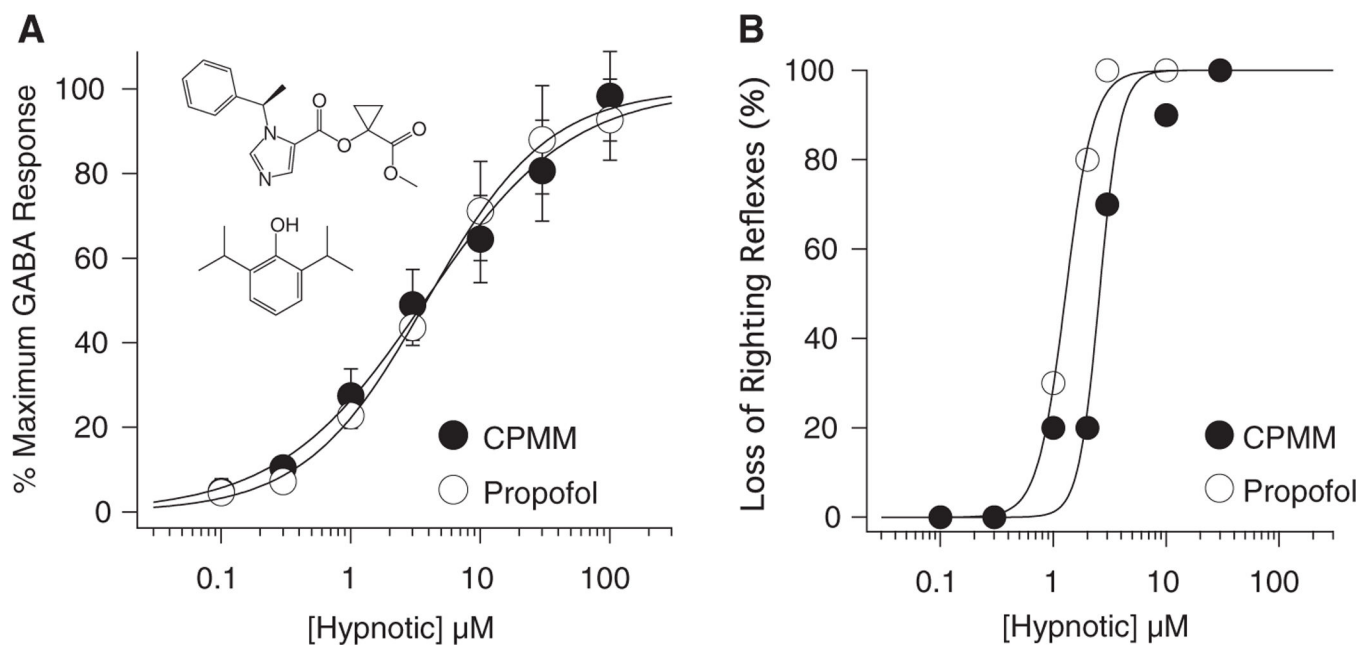 A
% Maximum GABA Response
100
80
60
40
20
0
0.1 1 10 100
[Hypnotic] µM
N
N
O
O
O
O
OH
CPMM
Propofol
B
Loss of Righting Reflexes (%)
100
80
60
40
20
0
0.1 1 10 100
[Hypnotic] µM
CPMM
Propofol